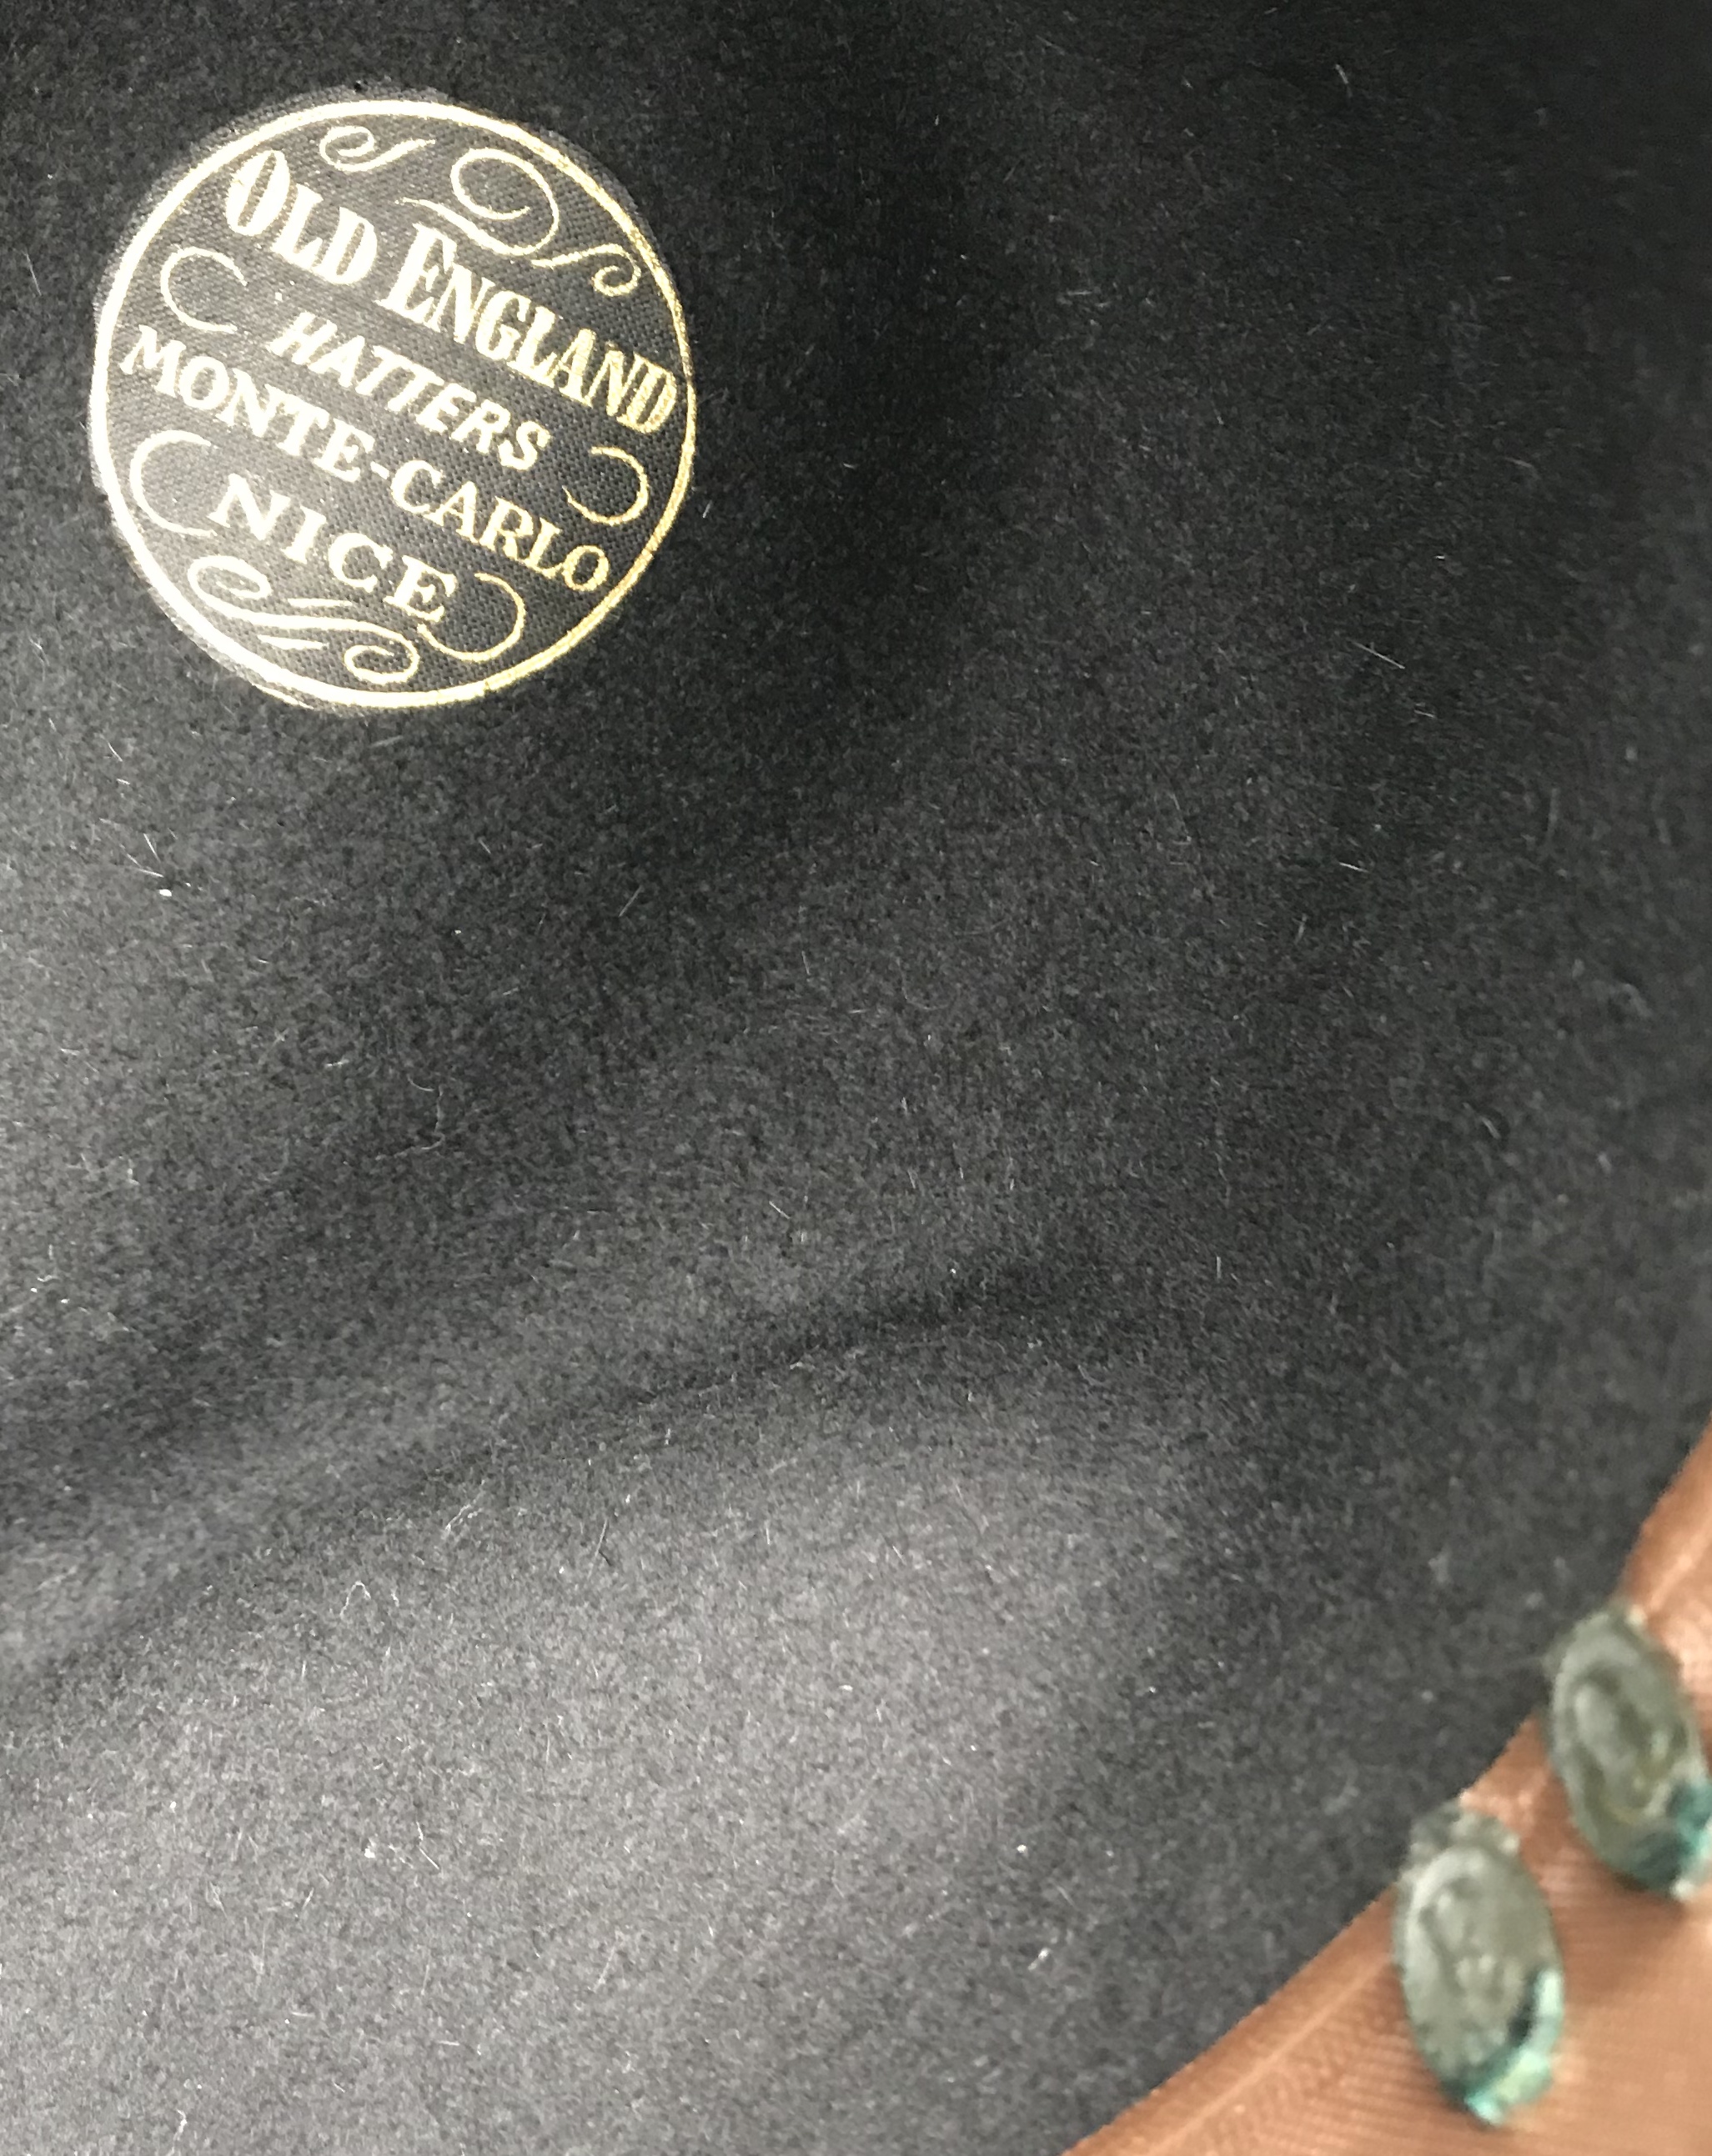 OLD ENGLAND
HATTERS
MONTE-CARLO
NICE